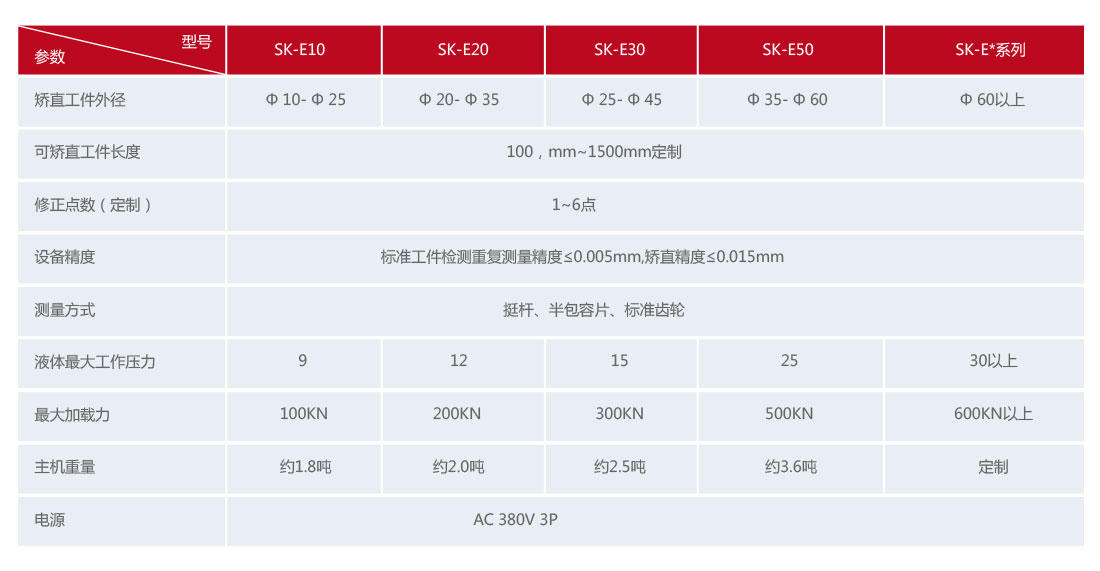 型号
参数 SK-E10 SK-E20 SK-E30 SK-E50 SK-E*系列
矫直工件外径 Φ 10- Φ 25 Φ 20- Φ 35 Φ 25- Φ 45 Φ 35- Φ 60 Φ 60以上
可矫直工件长度 100，mm~1500mm定制
修正点数（定制） 1~6点
设备精度 标准工件检测重复测量精度≤0.005mm,矫直精度≤0.015mm
测量方式 挺杆、半包容片、标准齿轮
液体最大工作压力 9 12 15 25 30以上
最大加载力 100KN 200KN 300KN 500KN 600KN以上
主机重量 约1.8吨 约2.0吨 约2.5吨 约3.6吨 定制
电源 AC 380V 3P